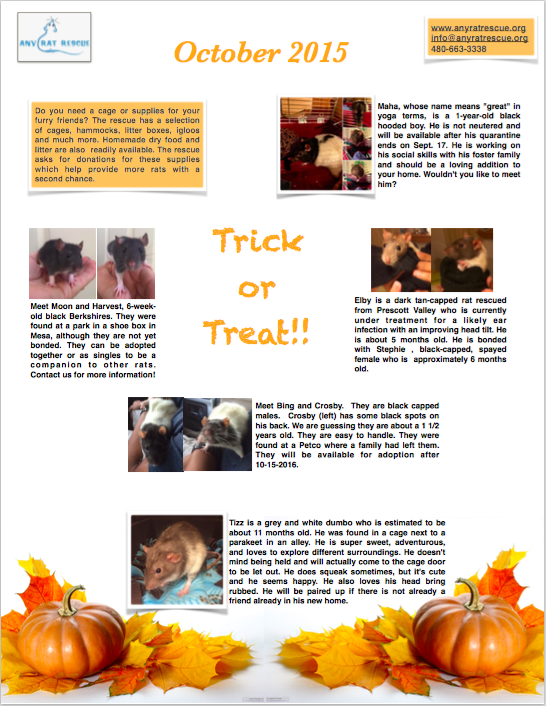 ANY RAT RESCUE
October 2015
www.anyratrescue.org
info@anyratrescue.org
480-663-3338
Do you need a cage or supplies for your
furry friends? The rescue has a selection
of cages, hammocks, litter boxes, igloos
and much more. Homemade dry food and
litter are also readily available. The rescue
asks for donations for these supplies
which help provide more rats with a
second chance.
Maha, whose name means "great" in
yoga terms, is a 1-year-old black
hooded boy. He is not neutered and
will be available after his quarantine
ends on Sept. 17. He is working on
his social skills with his foster family
and should be a loving addition to
your home. Wouldn't you like to meet
him?
Trick
or
Treat!!
Meet Moon and Harvest, 6-week-
old black Berkshires. They were
found at a park in a shoe box in
Mesa, although they are not yet
bonded. They can be adopted
together or as singles to be a
companion to other rats.
Contact us for more information!
Elby is a dark tan-capped rat rescued
from Prescott Valley who is currently
under treatment for a likely ear
infection with an improving head tilt. He
is about 5 months old. He is bonded
with Stephie , black-capped, spayed
female who is approximately 6 months
old.
Meet Bing and Crosby. They are black capped
males. Crosby (left) has some black spots on
his back. We are guessing they are about a 1 1/2
years old. They are easy to handle. They were
found at a Petco where a family had left them.
They will be available for adoption after
10-15-2016.
Tizz is a grey and white dumbo who is estimated to be
about 11 months old. He was found in a cage next to a
parakeet in an alley. He is super sweet, adventurous,
and loves to explore different surroundings. He doesn't
mind being held and will actually come to the cage door
to be let out. He does squeak sometimes, but it's cute
and he seems happy. He also loves his head bring
rubbed. He will be paired up if there is not already a
friend already in his new home.